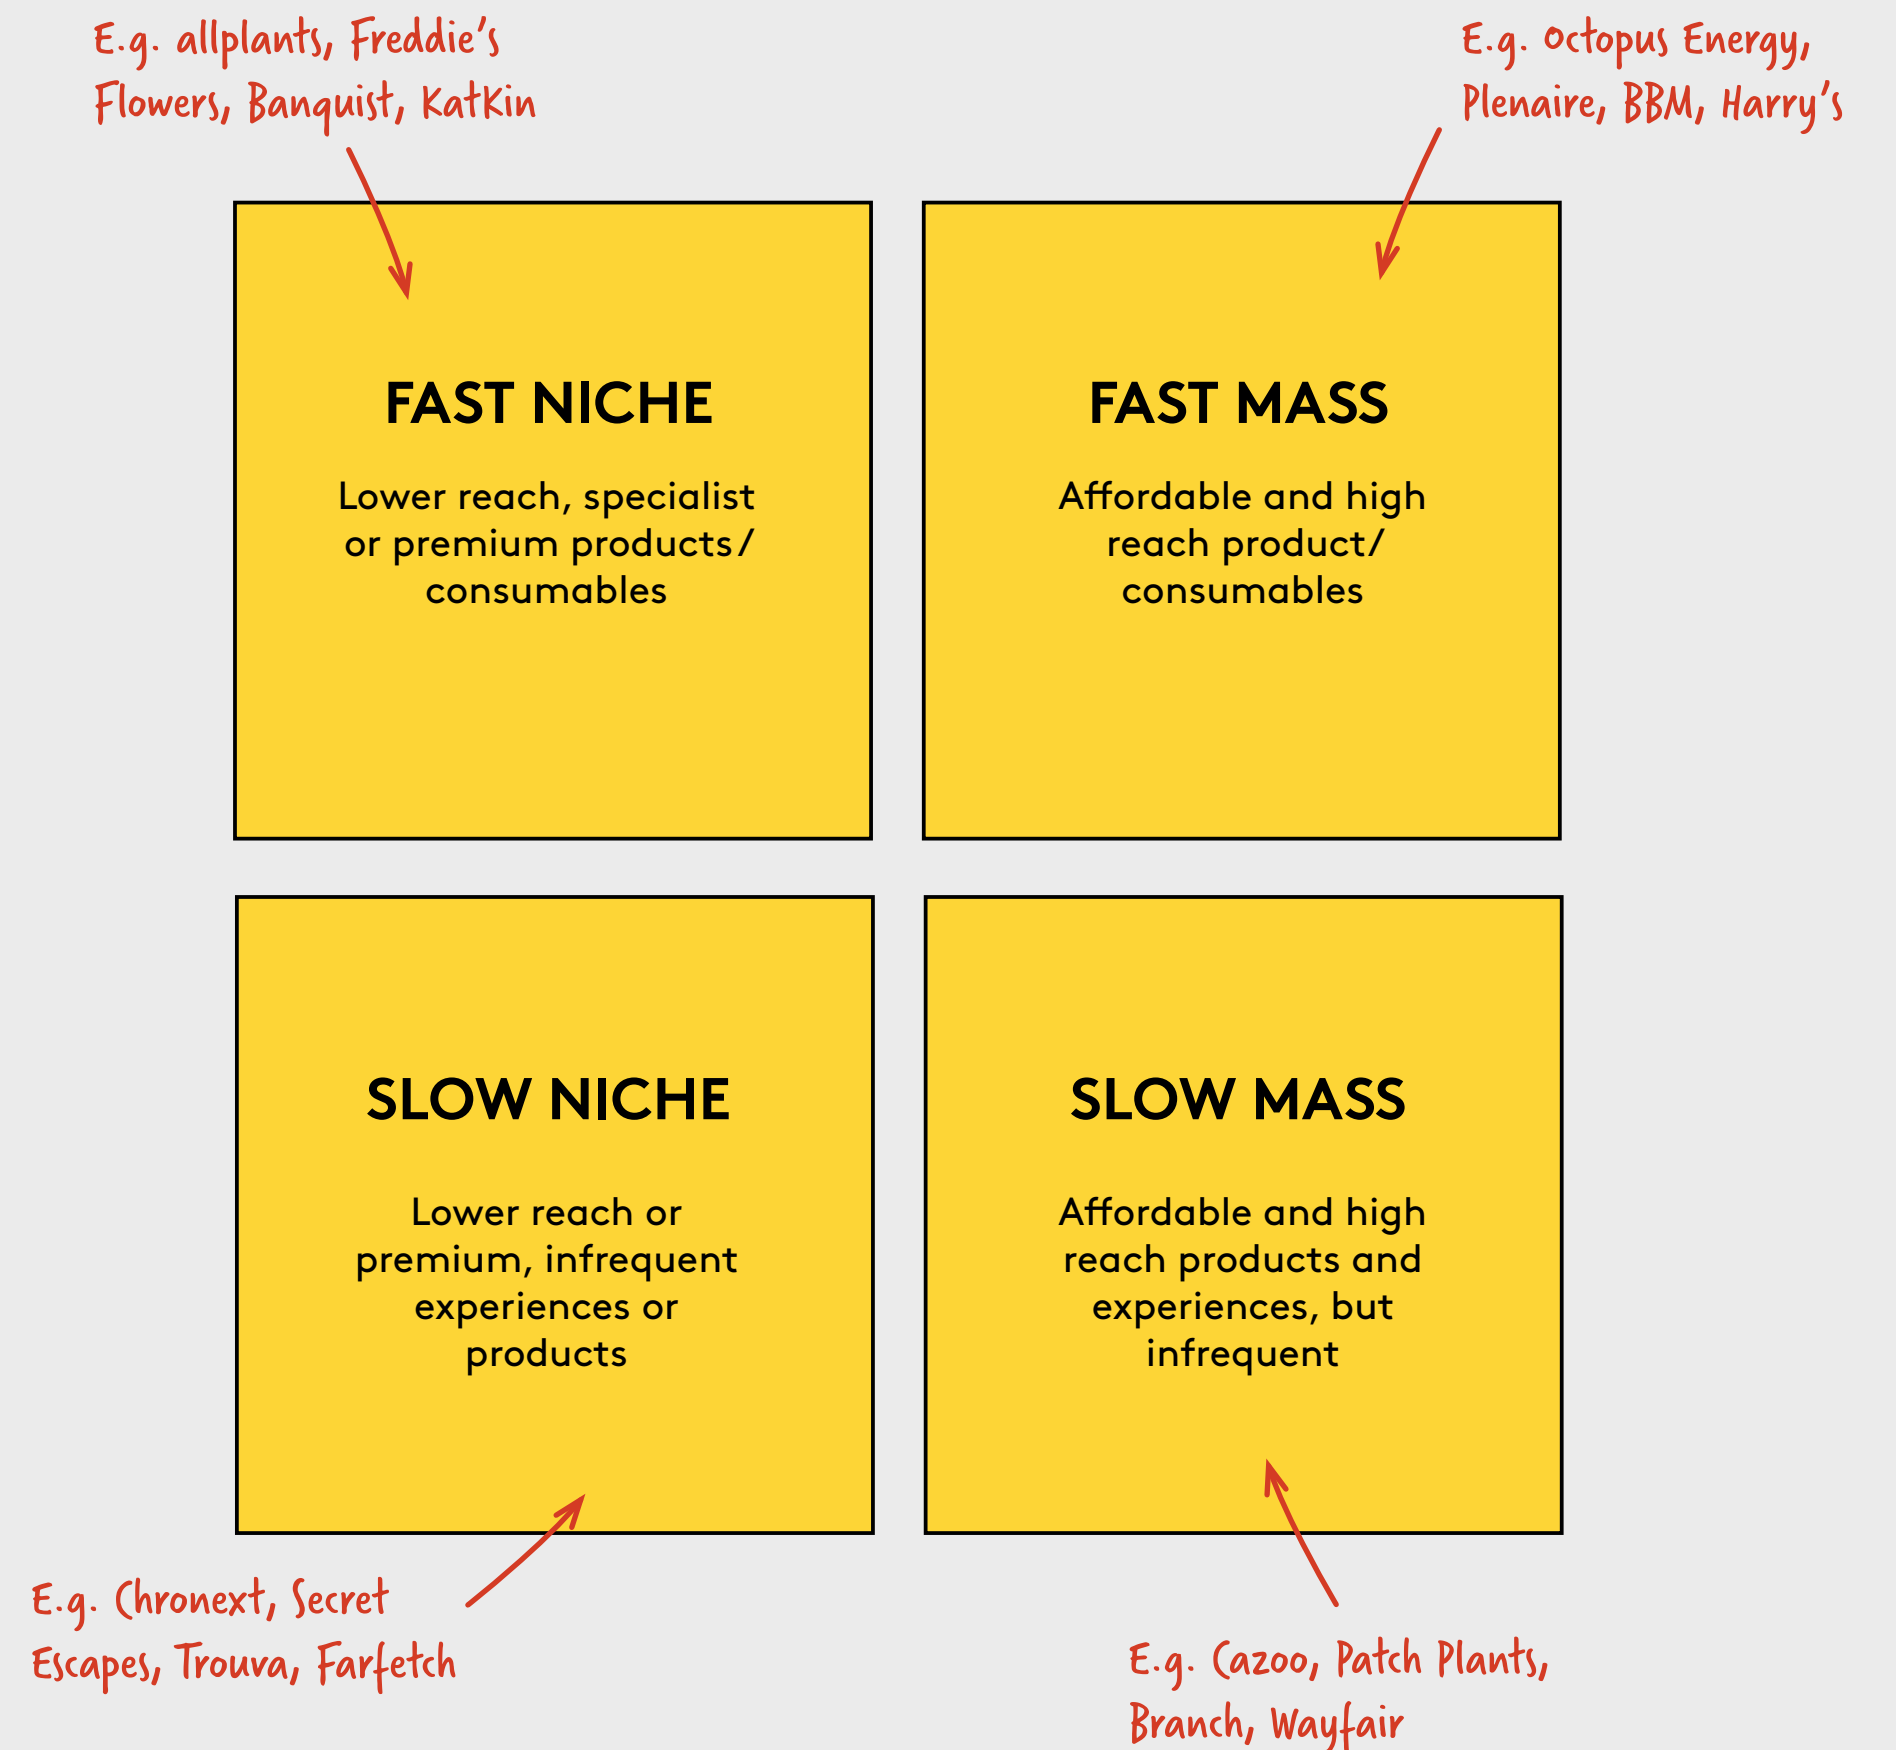 E.g. allplants, Freddie's
Flowers, Banquist, KatKin
E.g. Octopus Energy,
Plenaire, BBM, Harry's
FAST NICHE
Lower reach, specialist
or premium products/
consumables
FAST MASS
Affordable and high
reach product/
consumables
SLOW NICHE
Lower reach or
premium, infrequent
experiences or
products
SLOW MASS
Affordable and high
reach products and
experiences, but
infrequent
E.g. Chronext, Secret
Escapes, Trouva, Farfetch
E.g. Cazoo, Patch Plants,
Branch, Wayfair